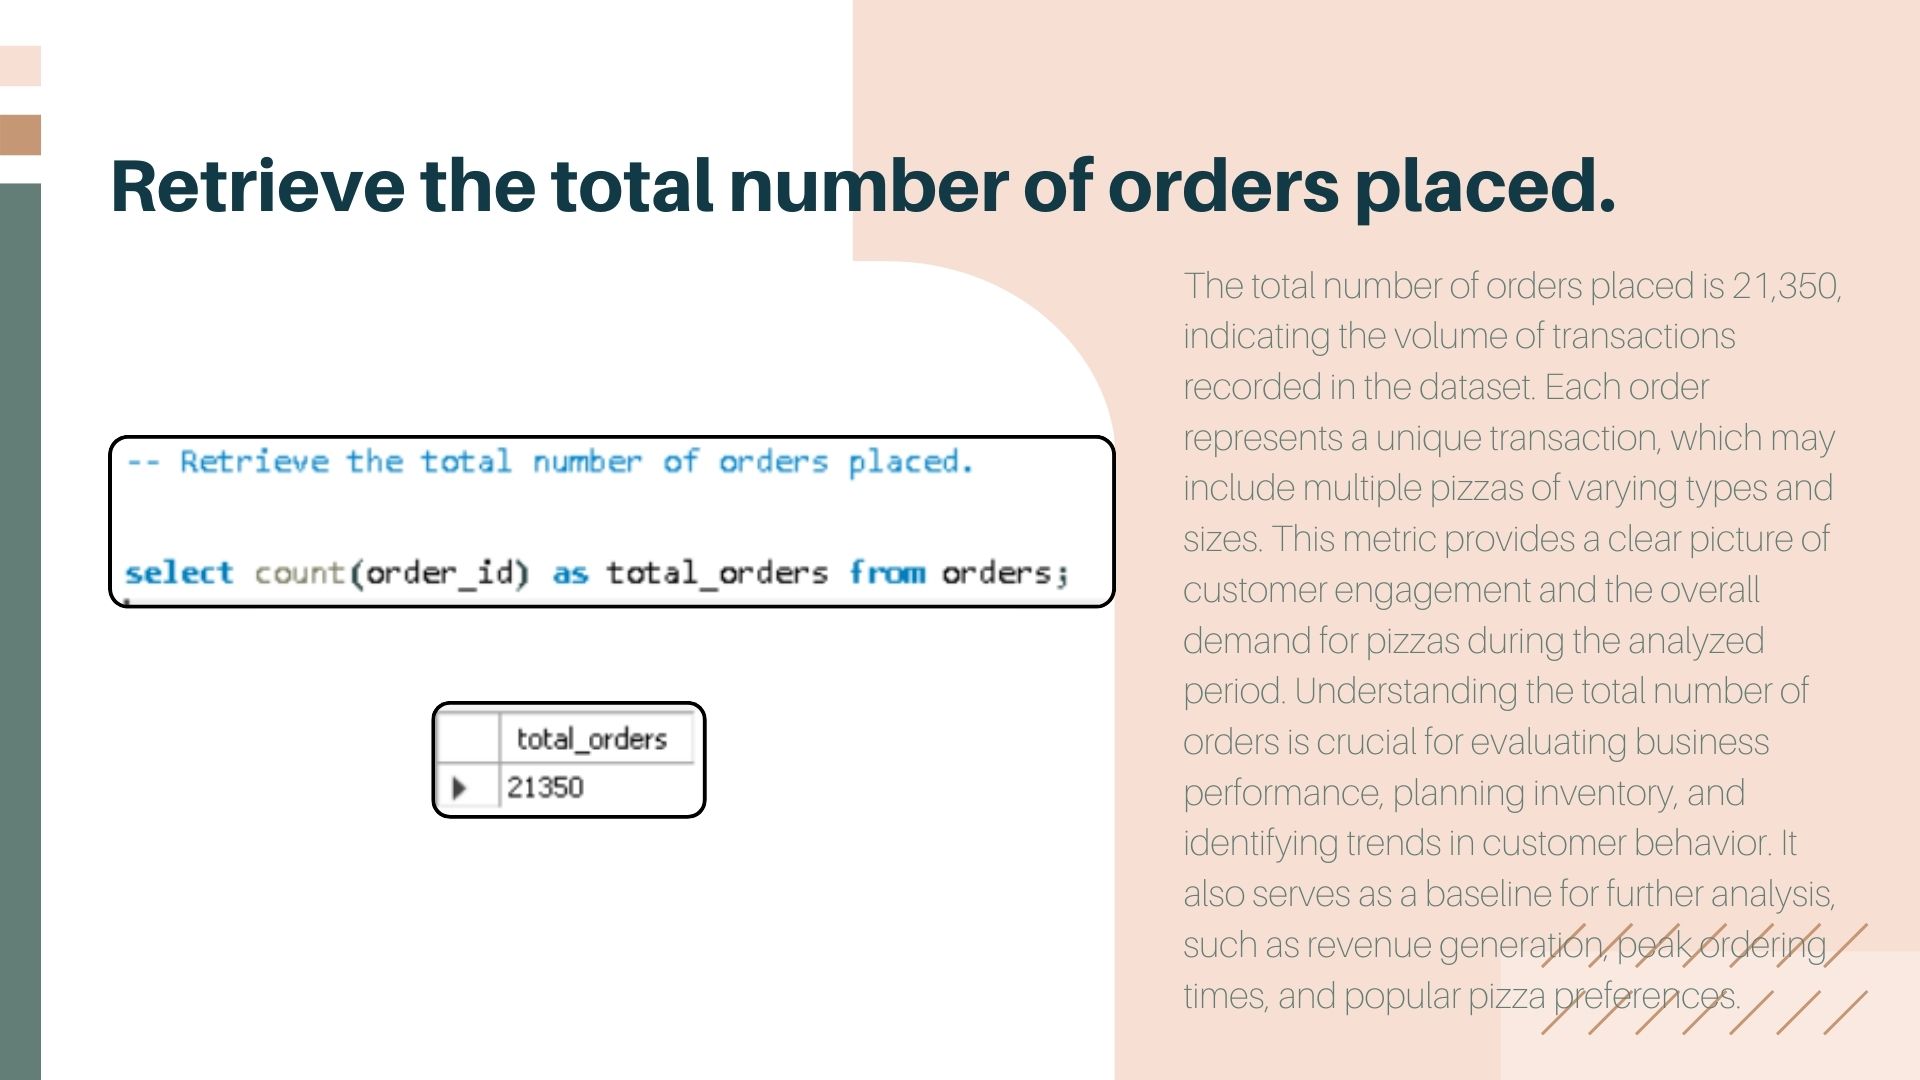 Retrieve the total number of orders placed.
-- Retrieve the total number of orders placed.
select count(order_id) as total_orders from orders;
total_orders
21350
The total number of orders placed is 21,350,
indicating the volume of transactions
recorded in the dataset. Each order
represents a unique transaction, which may
include multiple pizzas of varying types and
sizes. This metric provides a clear picture of
customer engagement and the overall
demand for pizzas during the analyzed
period. Understanding the total number of
orders is crucial for evaluating business
performance, planning inventory, and
identifying trends in customer behavior. It
also serves as a baseline for further analysis,
such as revenue generation, peak ordering
times, and popular pizza preferences.